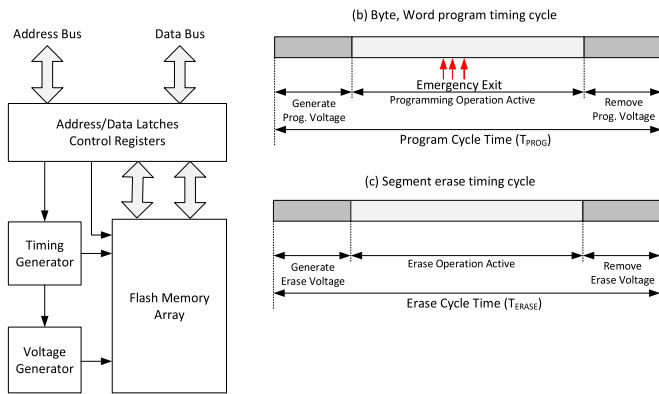 Address Bus
Data Bus
Address/Data Latches
Control Registers
Timing
Generator
Voltage
Generator
Flash Memory
Array
(b) Byte, Word program timing cycle
Emergency Exit
Generate
Prog. Voltage
Programming Operation Active
Remove
Prog. Voltage
Program Cycle Time (TPROG)
(c) Segment erase timing cycle
Generate
Erase Voltage
Erase Operation Active
Remove
Erase Voltage
Erase Cycle Time (TERASE)